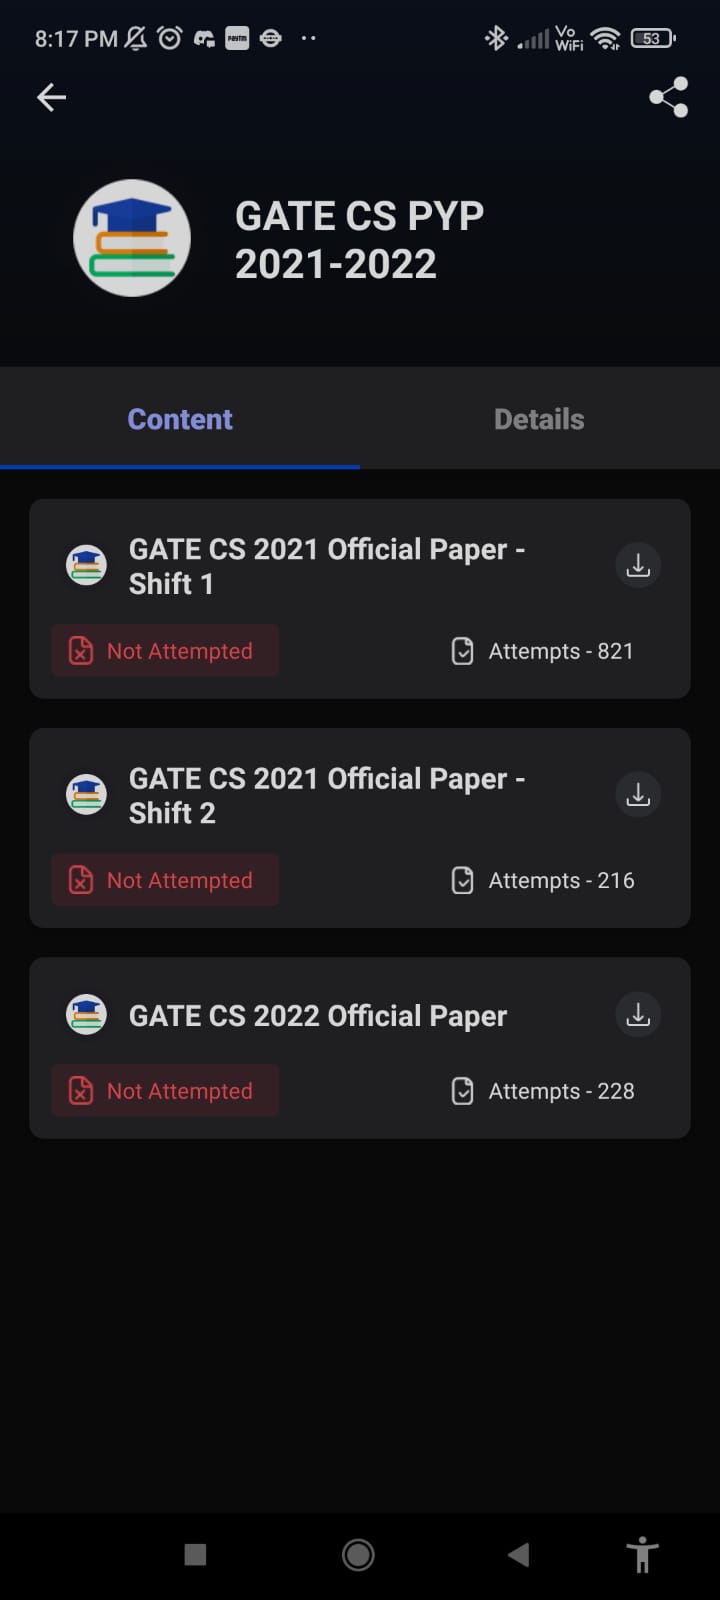 8:17 PM Paytm Vo WiFi 53
GATE CS PYP
2021-2022
Content Details
GATE CS 2021 Official Paper -
Shift 1
Not Attempted Attempts - 821
GATE CS 2021 Official Paper -
Shift 2
Not Attempted Attempts - 216
GATE CS 2022 Official Paper
Not Attempted Attempts - 228